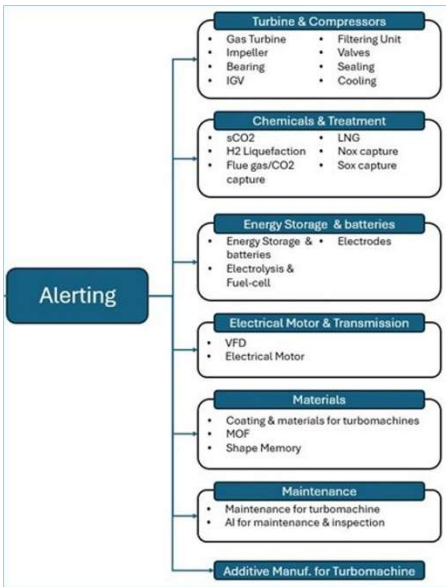 Alerting
Turbine & Compressors
• Gas Turbine
• Impeller
• Bearing
• IGV
• Filtering Unit
• Valves
• Sealing
• Cooling
Chemicals & Treatment
• sCO2
• H2 Liquefaction
• Flue gas/CO2
capture
• LNG
• Nox capture
• Sox capture
Energy Storage & batteries
• Energy Storage &
batteries
• Electrolysis &
Fuel-cell
• Electrodes
Electrical Motor & Transmission
• VFD
• Electrical Motor
Materials
• Coating & materials for turbomachines
• MOF
• Shape Memory
Maintenance
• Maintenance for turbomachine
• AI for maintenance & inspection
Additive Manuf. for Turbomachine